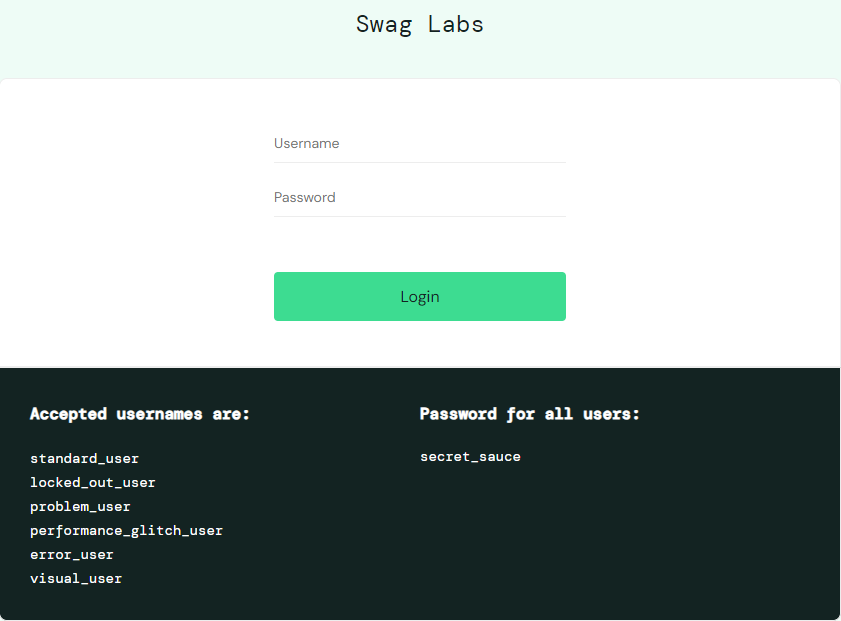 Swag Labs
Username
Password
Login
Accepted usernames are:
standard_user
locked_out_user
problem_user
performance_glitch_user
error_user
visual_user
Password for all users:
secret_sauce